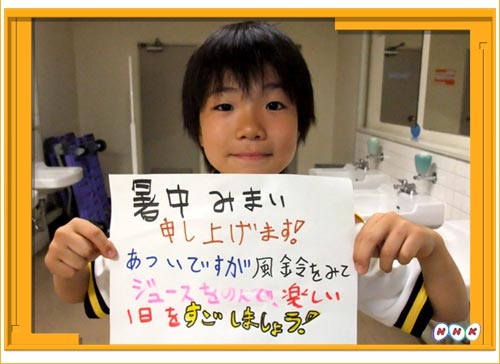 暑中みまい
申し上げます!
あついですが風鈴をみて
ジュースをのんで、楽しい
1日をすごしましょう!
NHK